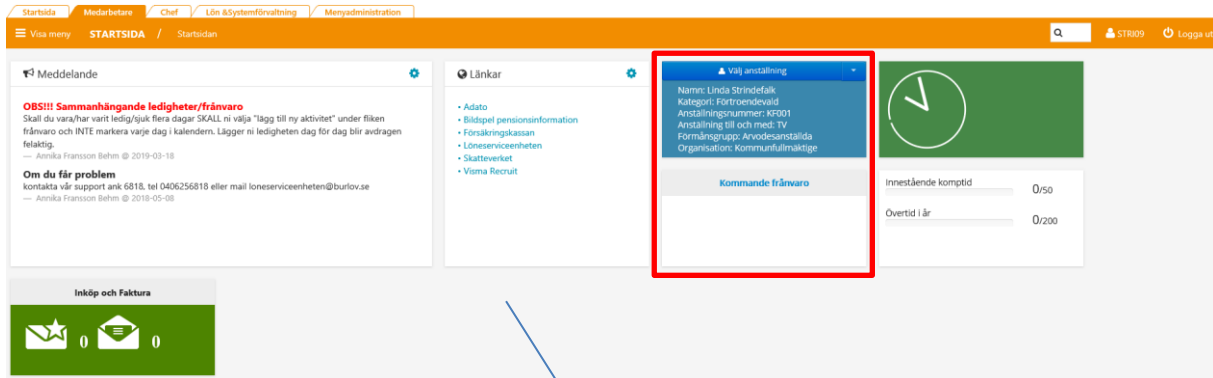 Startsida Medarbetare Chef Lön &Systemförvaltning Menyadministration
Visa meny STARTSIDA / Startsidan STRI09 Logga ut
Meddelande
OBS!!! Sammanhängande ledigheter/frånvaro
Skall du vara/har varit ledig/sjuk flera dagar SKALL ni välja "lägg till ny aktivitet" under fliken
frånvaro och INTE markera varje dag i kalendern. Lägger ni ledigheten dag för dag blir avdragen
felaktig.
— Annika Fransson Behm @ 2019-03-18
Om du får problem
kontakta vår support ank 6818, tel 0406256818 eller mail loneserviceenheten@burlov.se
— Annika Fransson Behm @ 2018-05-08
Länkar
• Adato
• Bildspel pensionsinformation
• Försäkringskassan
• Löneserviceenheten
• Skatteverket
• Visma Recruit
Välj anställning
Namn: Linda Strindefalk
Kategori: Förtroendevald
Anställningsnummer: KF001
Anställning till och med: TV
Förmånsgrupp: Arvodesanställda
Organisation: Kommunfullmäktige
Kommande frånvaro
Innestående komptid 0/50
Övertid i år 0/200
Inköp och Faktura
0 0